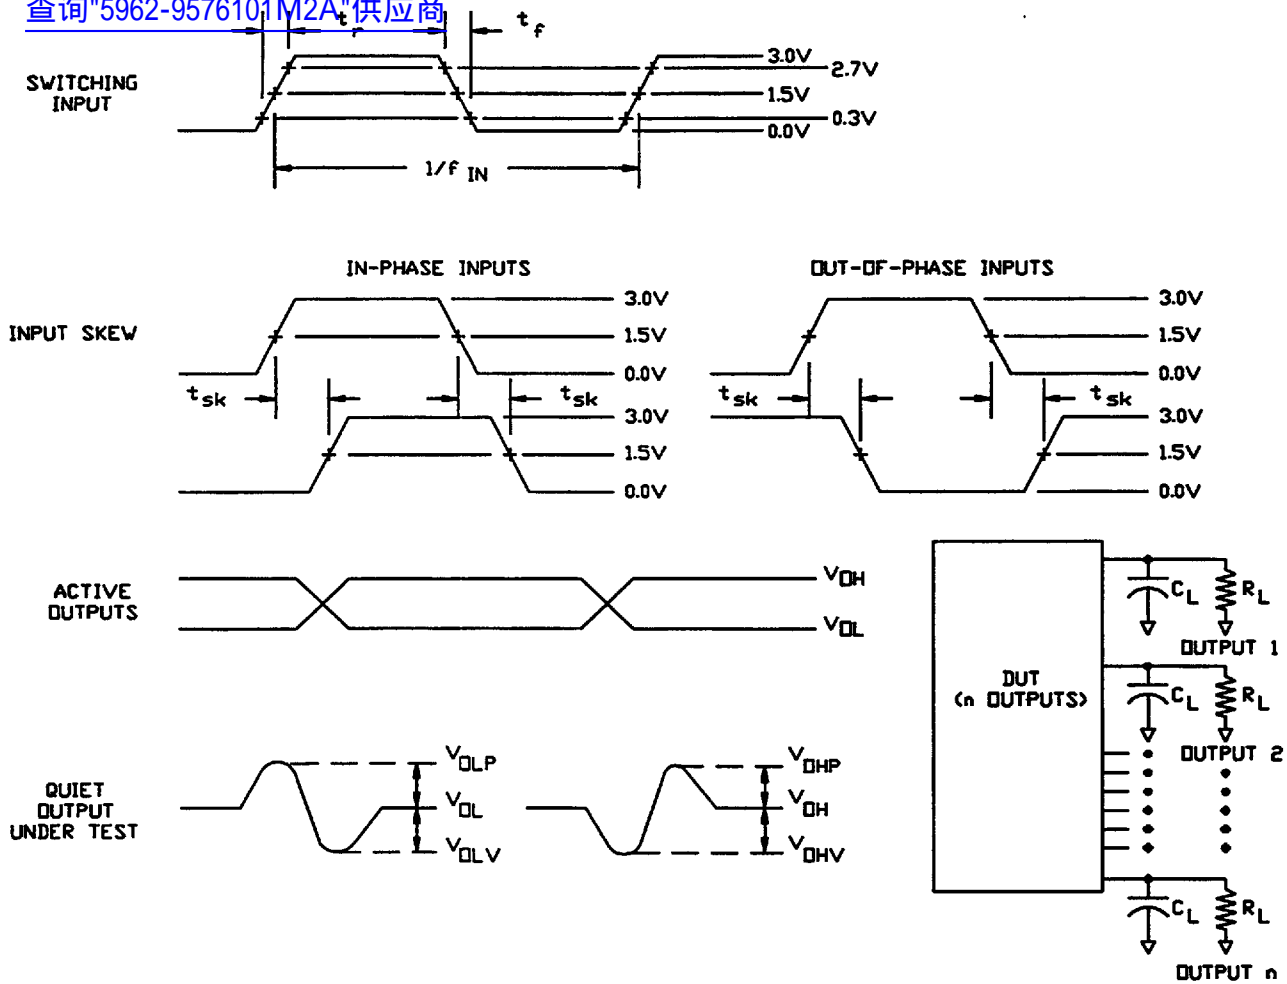 查询"5962-9576101M2A"供应商
t r
t f
SWITCHING
INPUT
3.0V
2.7V
1.5V
0.3V
0.0V
1/f IN
IN-PHASE INPUTS
OUT-OF-PHASE INPUTS
INPUT SKEW
3.0V
1.5V
0.0V
3.0V
1.5V
0.0V
t sk
t sk
t sk
t sk
3.0V
1.5V
0.0V
3.0V
1.5V
0.0V
ACTIVE
OUTPUTS
VOH
VOL
QUIET
OUTPUT
UNDER TEST
VOLP
VOL
VOLV
VOHP
VOH
VOHV
DUT
(n OUTPUTS)
CL
RL
OUTPUT 1
CL
RL
OUTPUT 2
CL
RL
OUTPUT n